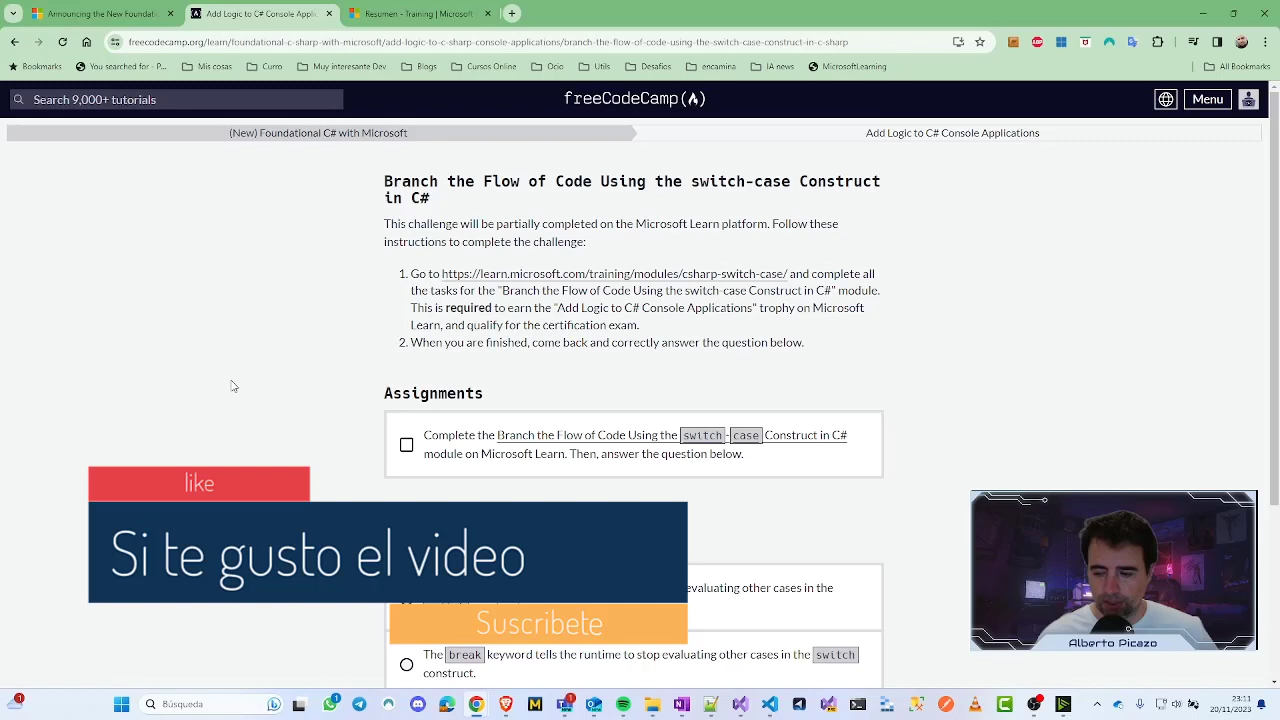 Announcing the New Foundation
Add Logic to C# Console Applic
Resumen - Training | Microsoft
freecodecamp.org/learn/foundational-c-sharp-with-microsoft/add-logic-to-c-sharp-console-applications/branch-the-flow-of-code-using-the-switch-case-construct-in-c-sharp
Bookmarks
You searched for - P...
Mis cosas
Curro
Muy interesante Dev
Blogs
Cursos Online
Ocio
Utils
Desafios
encamina
IA news
MicrosoftLearning
All Bookmarks
Search 9,000+ tutorials
freeCodeCamp
Menu
(New) Foundational C# with Microsoft
Add Logic to C# Console Applications
Branch the Flow of Code Using the switch-case Construct
in C#
This challenge will be partially completed on the Microsoft Learn platform. Follow these
instructions to complete the challenge:
1. Go to https://learn.microsoft.com/training/modules/csharp-switch-case/ and complete all
the tasks for the "Branch the Flow of Code Using the switch-case Construct in C#" module.
This is required to earn the "Add Logic to C# Console Applications" trophy on Microsoft
Learn, and qualify for the certification exam.
2. When you are finished, come back and correctly answer the question below.
Assignments
Complete the Branch the Flow of Code Using the switch-case Construct in C#
module on Microsoft Learn. Then, answer the question below.
like
Si te gusto el video
Suscribete
evaluating other cases in the
The break keyword tells the runtime to stop evaluating other cases in the switch
construct.
Alberto Picazo
Búsqueda
23:11
20/11/2023